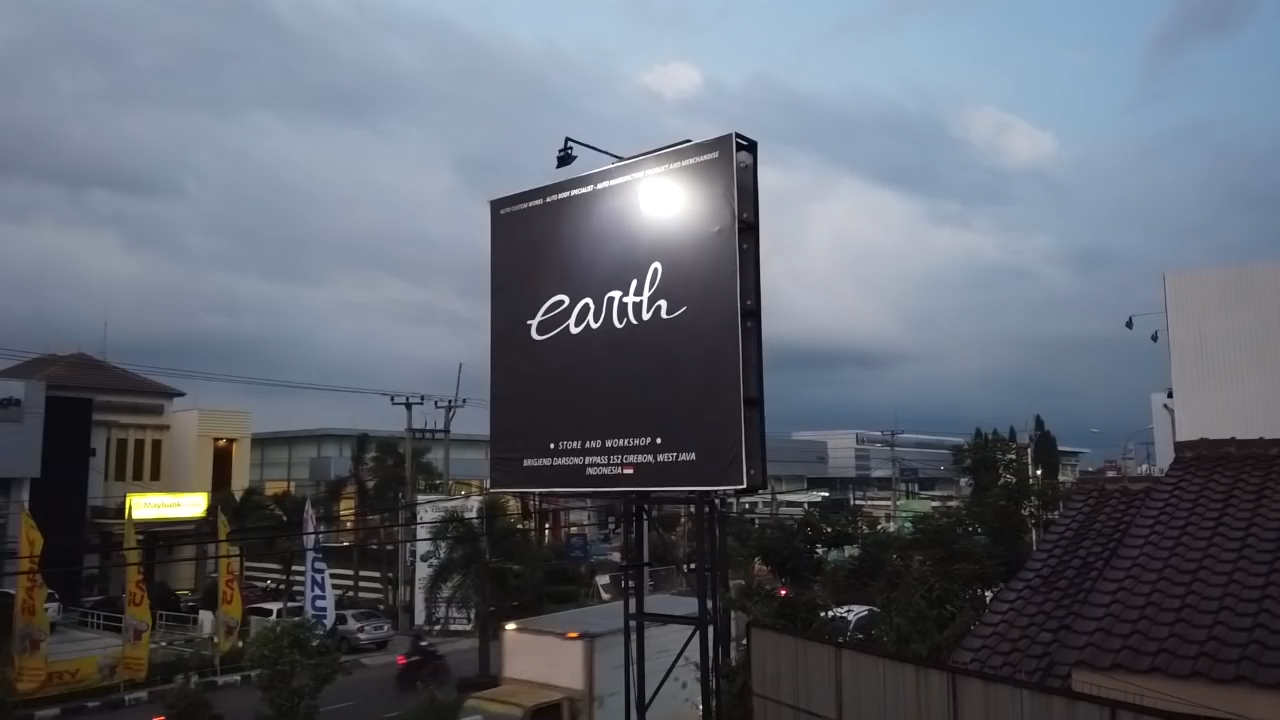 AUTO CUSTOM WORKS - AUTO BODY SPECIALIST - AUTO MANUFACTURE PRODUCT AND MERCHANDISE
earth
• STORE AND WORKSHOP •
BRIGJEND DARSONO BYPASS 152 CIREBON, WEST JAVA
INDONESIA
Maybank
SUZUKI